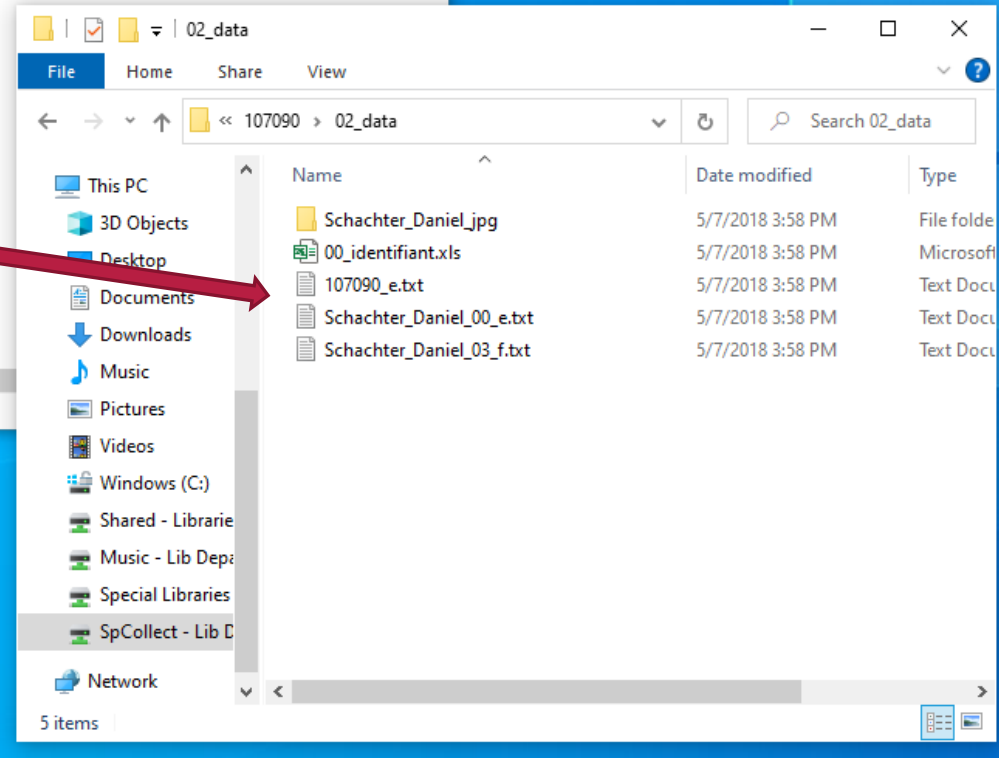 02_data
File Home Share View
« 107090 › 02_data
Search 02_data
This PC
3D Objects
Desktop
Documents
Downloads
Music
Pictures
Videos
Windows (C:)
Shared - Librarie
Music - Lib Depa
Special Libraries
SpCollect - Lib D
Network
Name Date modified Type
Schachter_Daniel_jpg 5/7/2018 3:58 PM File folde
00_identifiant.xls 5/7/2018 3:58 PM Microsoft
107090_e.txt 5/7/2018 3:58 PM Text Docu
Schachter_Daniel_00_e.txt 5/7/2018 3:58 PM Text Docu
Schachter_Daniel_03_f.txt 5/7/2018 3:58 PM Text Docu
5 items